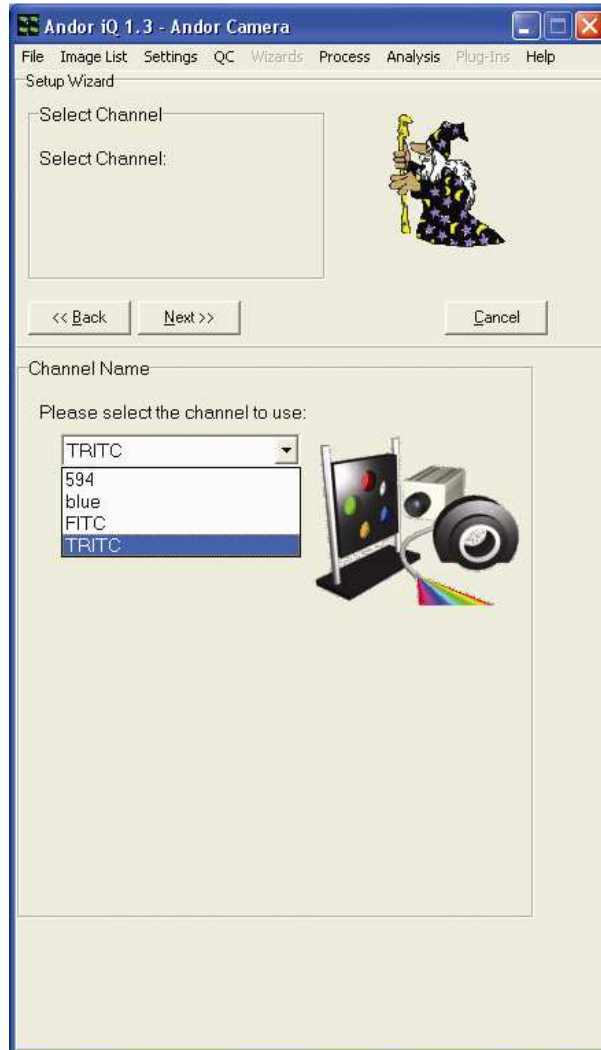 Andor iQ 1.3 - Andor Camera
File Image List Settings QC Wizards Process Analysis Plug-Ins Help
Setup Wizard
Select Channel
Select Channel:
<< Back Next >> Cancel
Channel Name
Please select the channel to use:
TRITC
594
blue
FITC
TRITC